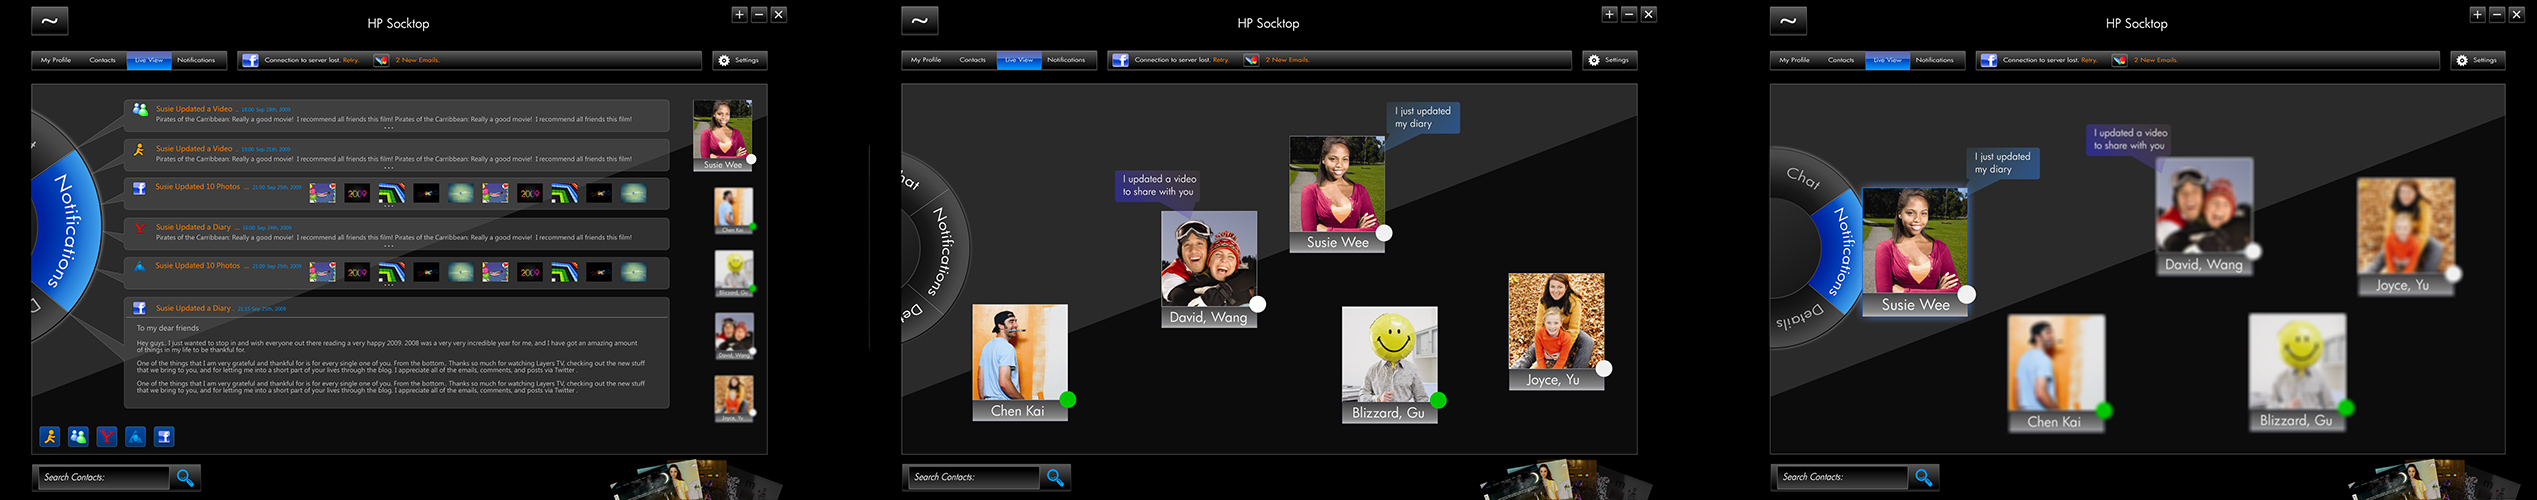 HP Socktop
My Profile Contacts Live View Notifications Connection to server lost. Retry. 2 New Emails. Settings
Notifications
Susie Updated a Video .. 18:00 Sep 19th, 2009
Pirates of the Carribbean: Really a good movie! I recommend all friends this film! Pirates of the Carribbean: Really a good movie! I recommend all friends this film!
...
Susie Updated a Video .. 15:00 Sep 21th, 2009
Pirates of the Carribbean: Really a good movie! I recommend all friends this film! Pirates of the Carribbean: Really a good movie! I recommend all friends this film!
Susie Updated 10 Photos ... 21:00 Sep 25th, 2009
...
Susie Updated a Diary .. 10:00 Sep 24th, 2009
Pirates of the Carribbean: Really a good movie! I recommend all friends this film! Pirates of the Carribbean: Really a good movie! I recommend all friends this film!
...
Susie Updated 10 Photos ... 21:00 Sep 25th, 2009
...
Susie Updated a Diary . 21:15 Sep 25th, 2009
To my dear friends
Hey guys.. I just wanted to stop in and wish everyone out there reading a very happy 2009. 2008 was a very very incredible year for me, and I have got an amazing amount
of things in my life to be thankful for.
One of the things that I am very grateful and thankful for is for every single one of you. From the bottom.. Thanks so much for watching Layers TV, checking out the new stuff
that we bring to you, and for letting me into a short part of your lives through the blog. I appreciate all of the emails, comments, and posts via Twitter .
One of the things that I am very grateful and thankful for is for every single one of you. From the bottom.. Thanks so much for watching Layers TV, checking out the new stuff
that we bring to you, and for letting me into a short part of your lives through the blog. I appreciate all of the emails, comments, and posts via Twitter .
Susie Wee
Chen Kai
Blizzard, Gu
David, Wang
Joyce, Yu
Search Contacts:
HP Socktop
My Profile Contacts Live View Notifications Connection to server lost. Retry. 2 New Emails. Settings
Notifications
I just updated
my diary
Susie Wee
I updated a video
to share with you
David, Wang
Chen Kai
Blizzard, Gu
Joyce, Yu
Search Contacts:
HP Socktop
My Profile Contacts Live View Notifications Connection to server lost. Retry. 2 New Emails. Settings
Chat
Notifications
Details
I just updated
my diary
Susie Wee
I updated a video
to share with you
David, Wang
Joyce, Yu
Chen Kai
Blizzard, Gu
Search Contacts: